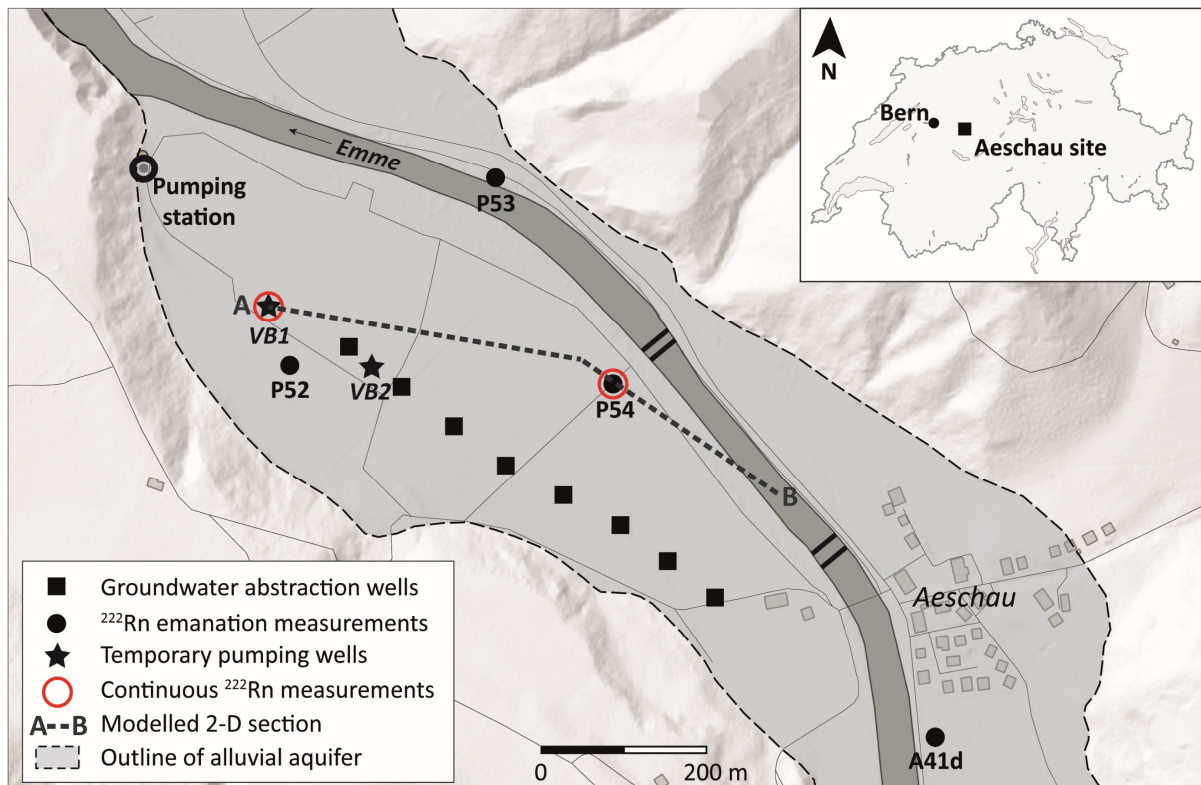 N
Bern
Aeschau site
Emme
Pumping
station
P53
A
VB1
P52
VB2
P54
B
Aeschau
A41d
Groundwater abstraction wells
²²²Rn emanation measurements
Temporary pumping wells
Continuous ²²²Rn measurements
A--B Modelled 2-D section
Outline of alluvial aquifer
0 200 m